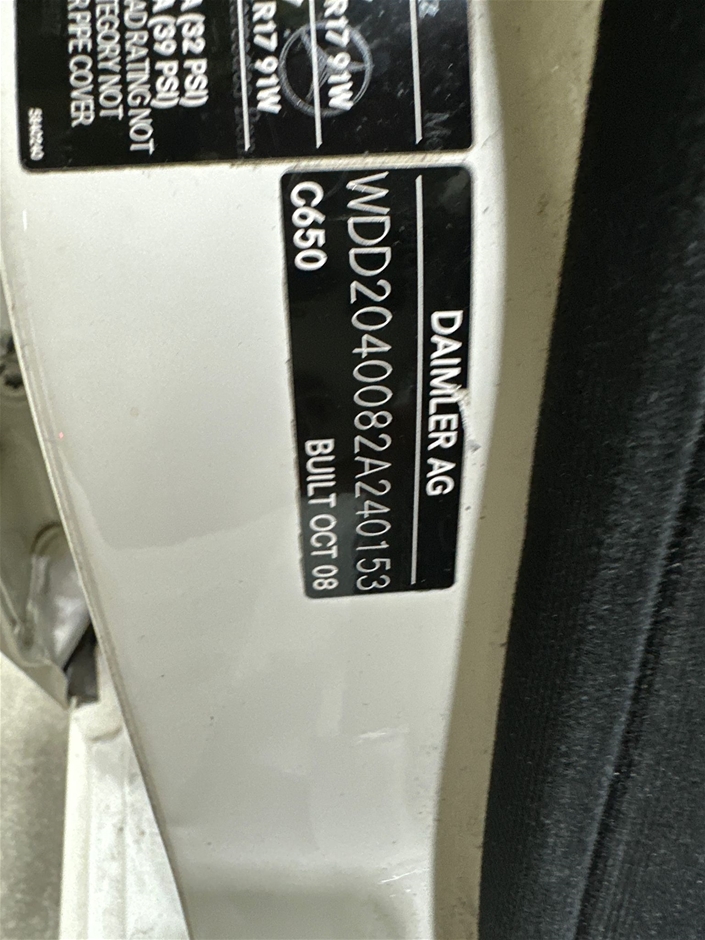 R17 91W
R17 91W
A (32 PSI)
A (39 PSI)
AD RATING NOT
TEGORY NOT
R PIPE COVER
DAIMLER AG
WDD2040082A240153
C650 BUILT OCT 08